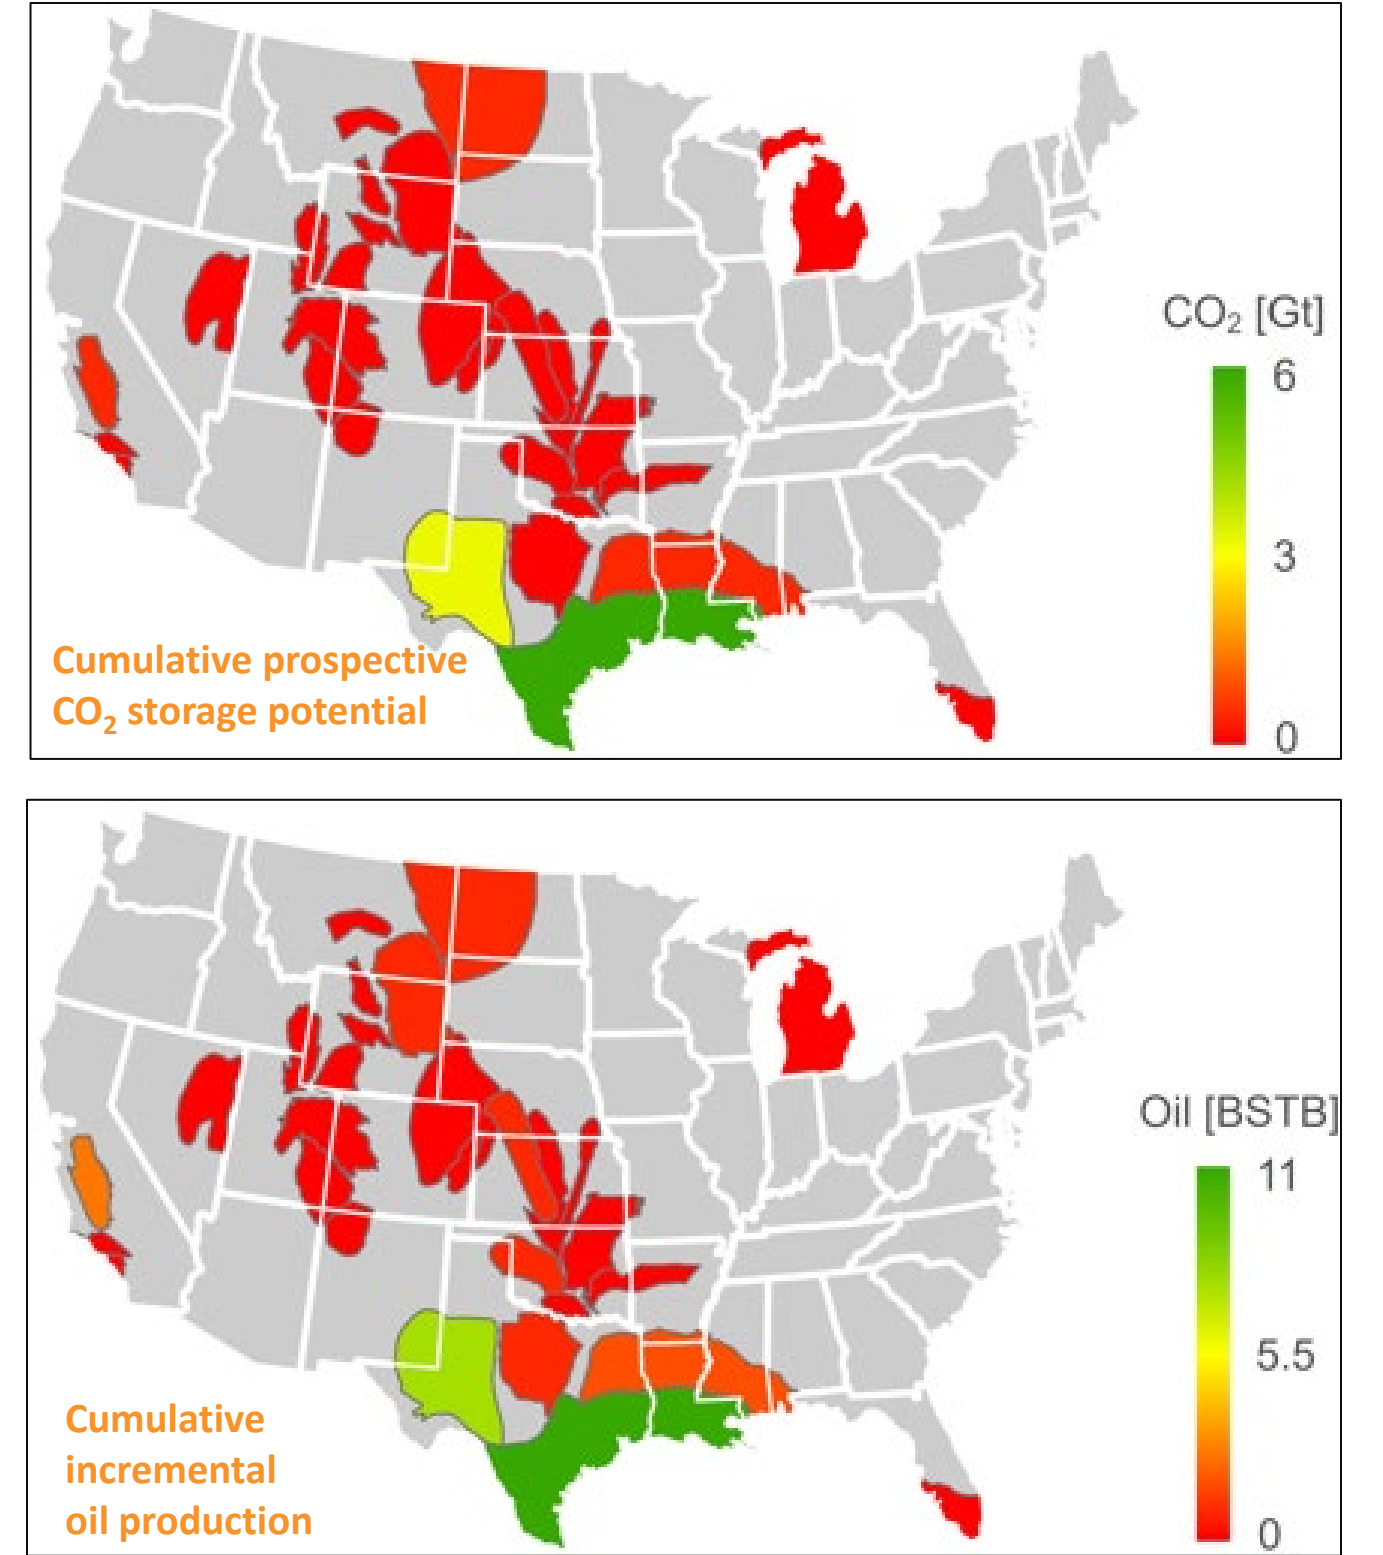 CO₂ [Gt]
6
3
0
Cumulative prospective
CO₂ storage potential
Oil [BSTB]
11
5.5
0
Cumulative
incremental
oil production